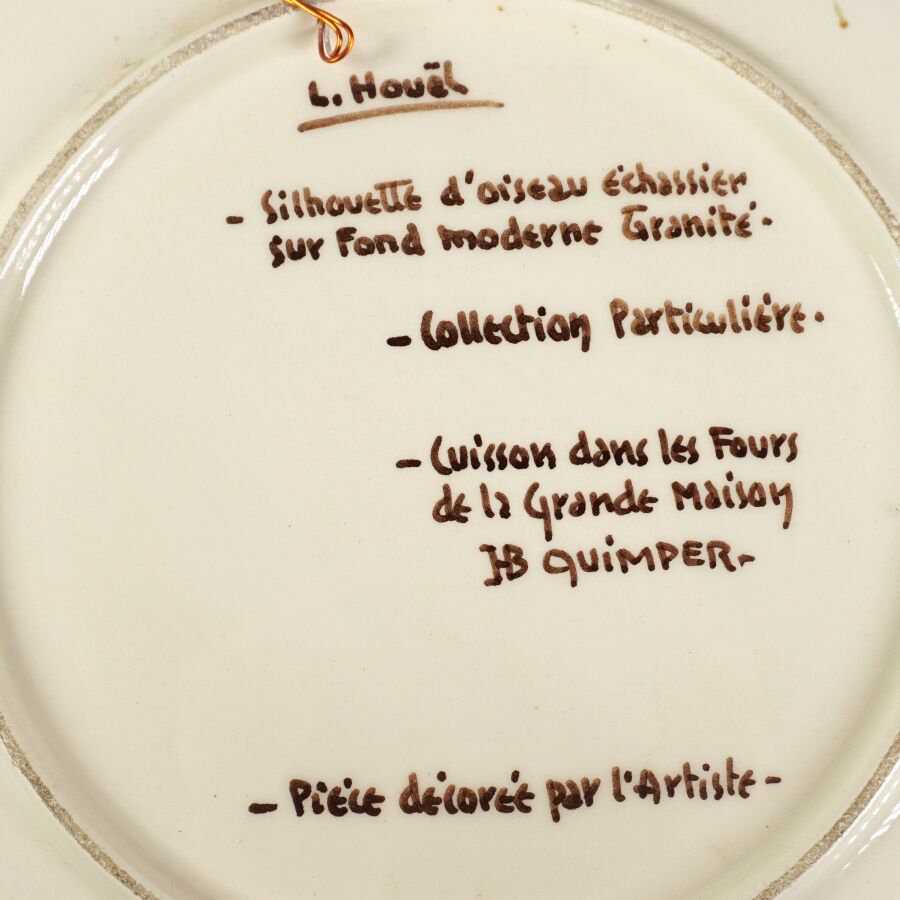 L. Houël
- Silhouette d'oiseau échassier
sur Fond moderne Granité.
- Collection Particulière.
- Cuisson dans les Fours
de la Grande Maison
HB QUIMPER-
- Pièce décorée par l'Artiste -